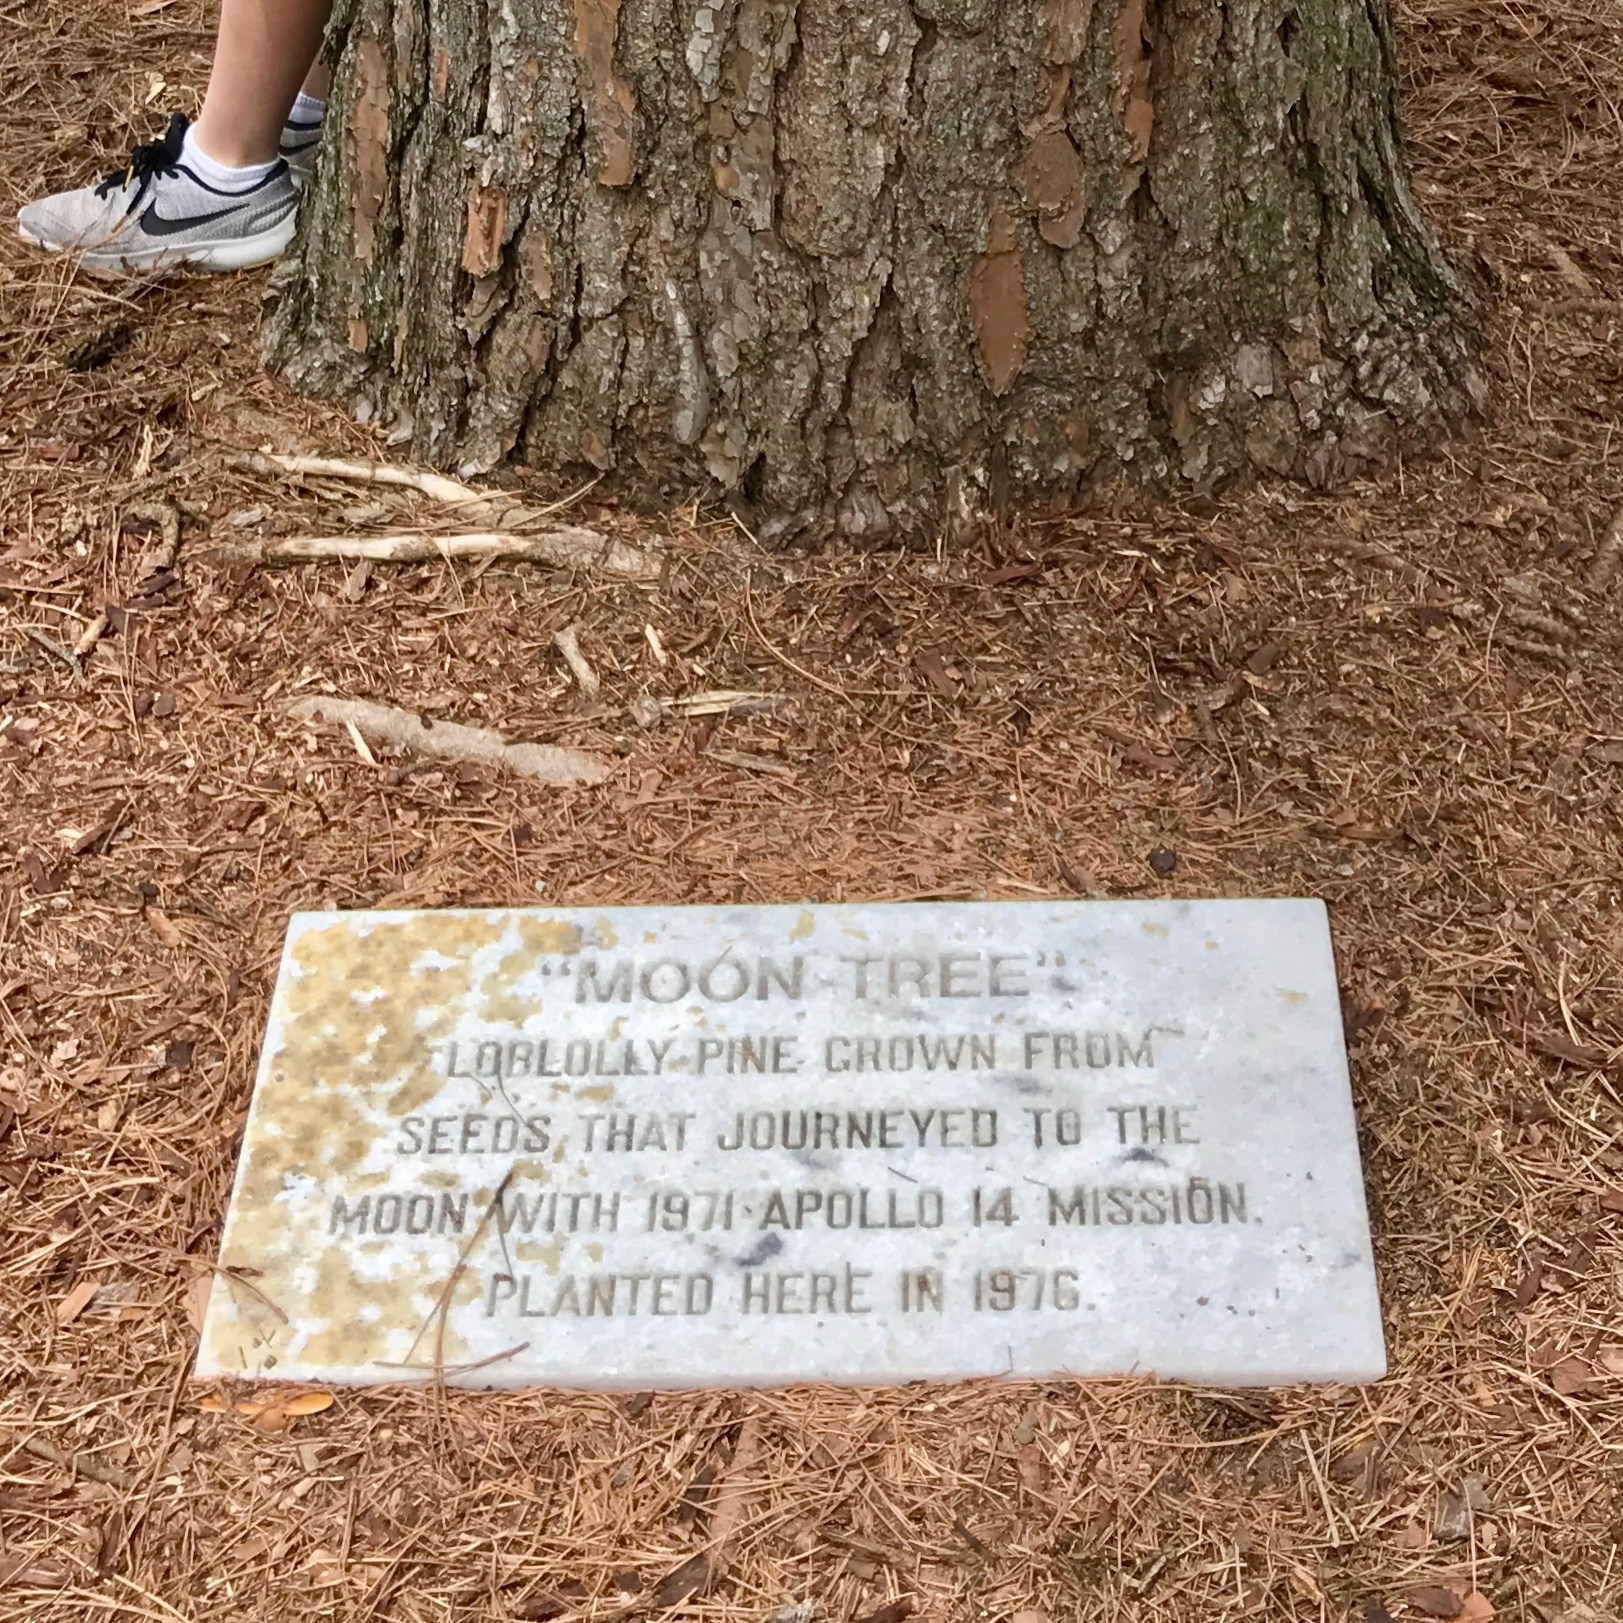 "MOON TREE"
LOBLOLLY PINE GROWN FROM
SEEDS THAT JOURNEYED TO THE
MOON WITH 1971 APOLLO 14 MISSION.
PLANTED HERE IN 1976.